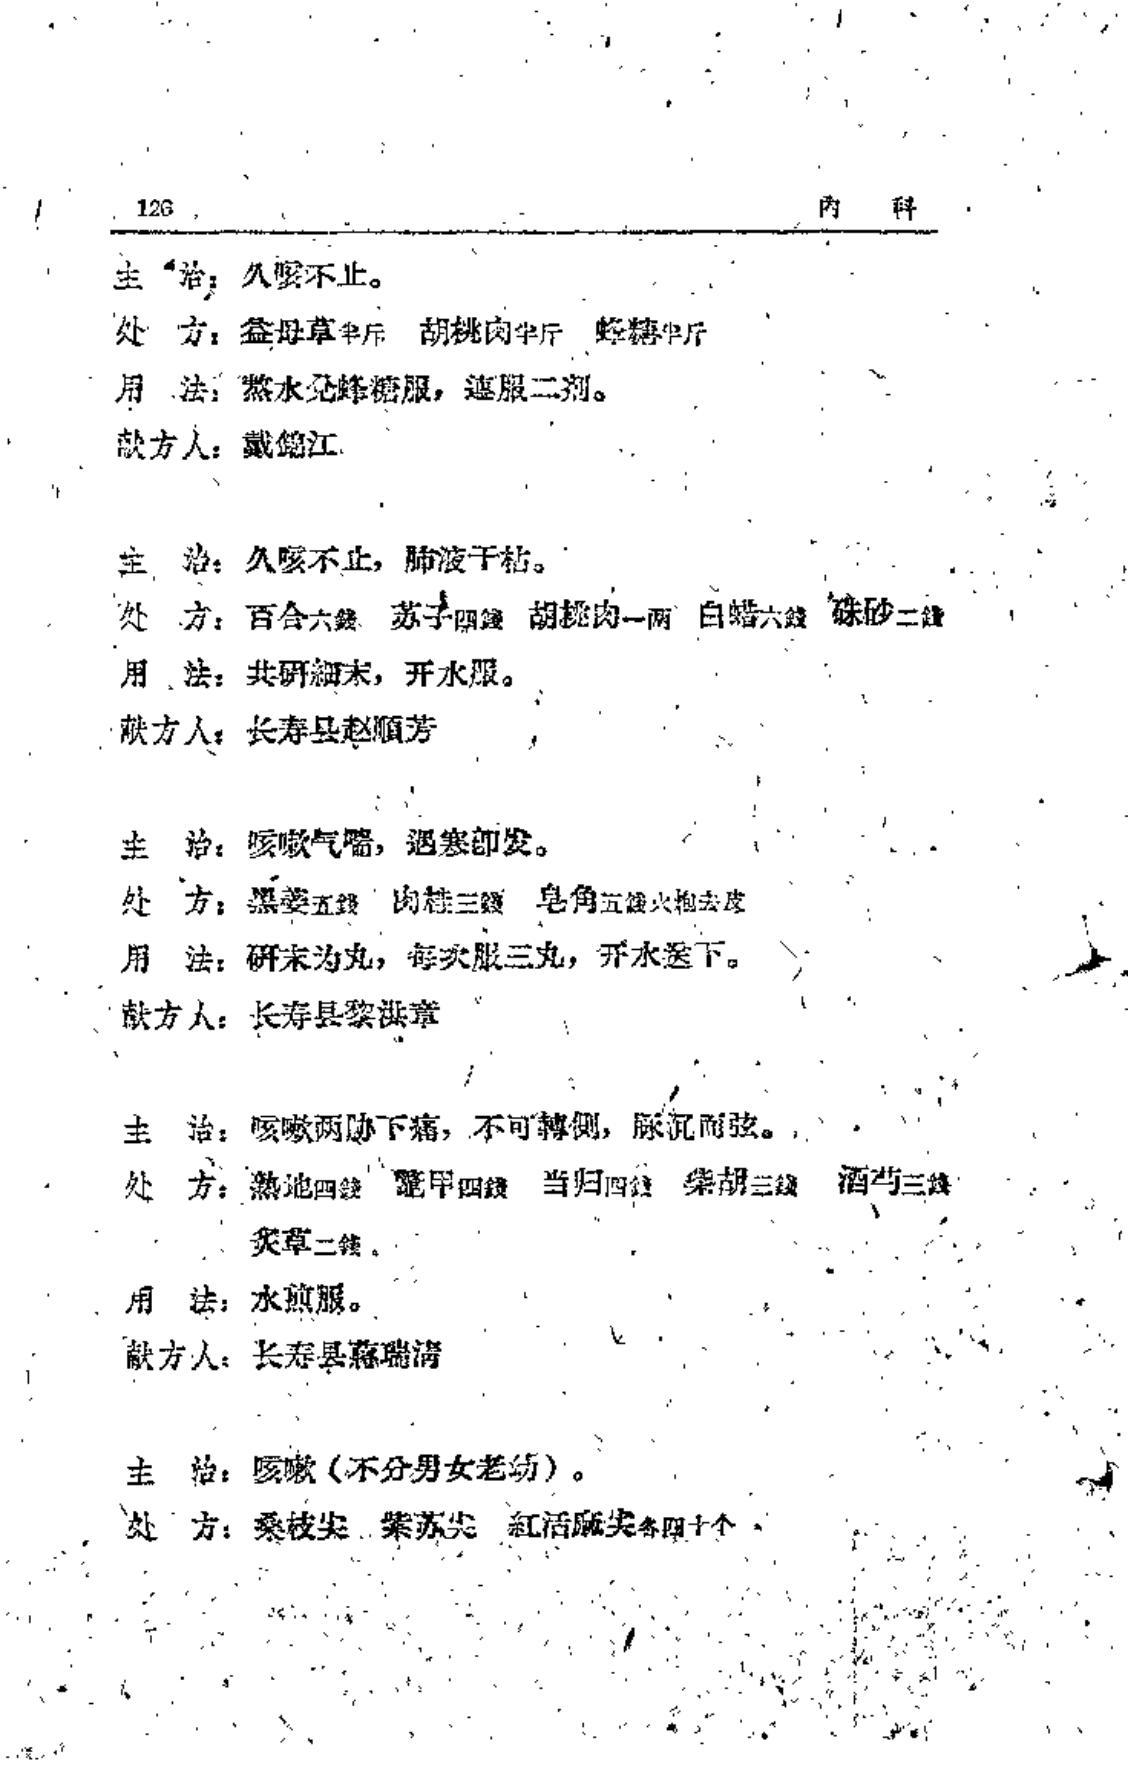 126 内 科
主 治：久咳不止。
处 方：益母草半斤 胡桃肉半斤 蜂糖半斤
用 法：熬水兑蜂糖服，連服二剂。
献方人：戴錦江
主 治：久咳不止，肺液干枯。
处 方：百合六錢 苏子四錢 胡桃肉一两 白蜡六錢 硃砂二錢
用 法：共研細末，开水服。
献方人：长寿县赵順芳
主 治：咳嗽气喘，遇寒卽发。
处 方：黑姜五錢 肉桂三錢 皂角五錢火炮去皮
用 法：研末为丸，每次服三丸，开水送下。
献方人：长寿县黎洪章
主 治：咳嗽两胁下痛，不可轉側，脉沉而弦。
处 方：熟地四錢 鼈甲四錢 当归四錢 柴胡三錢 酒芍三錢
炙草二錢
用 法：水煎服。
献方人：长寿县蔣瑞清
主 治：咳嗽（不分男女老幼）。
处 方：桑枝尖 紫苏尖 紅活麻尖各四十个